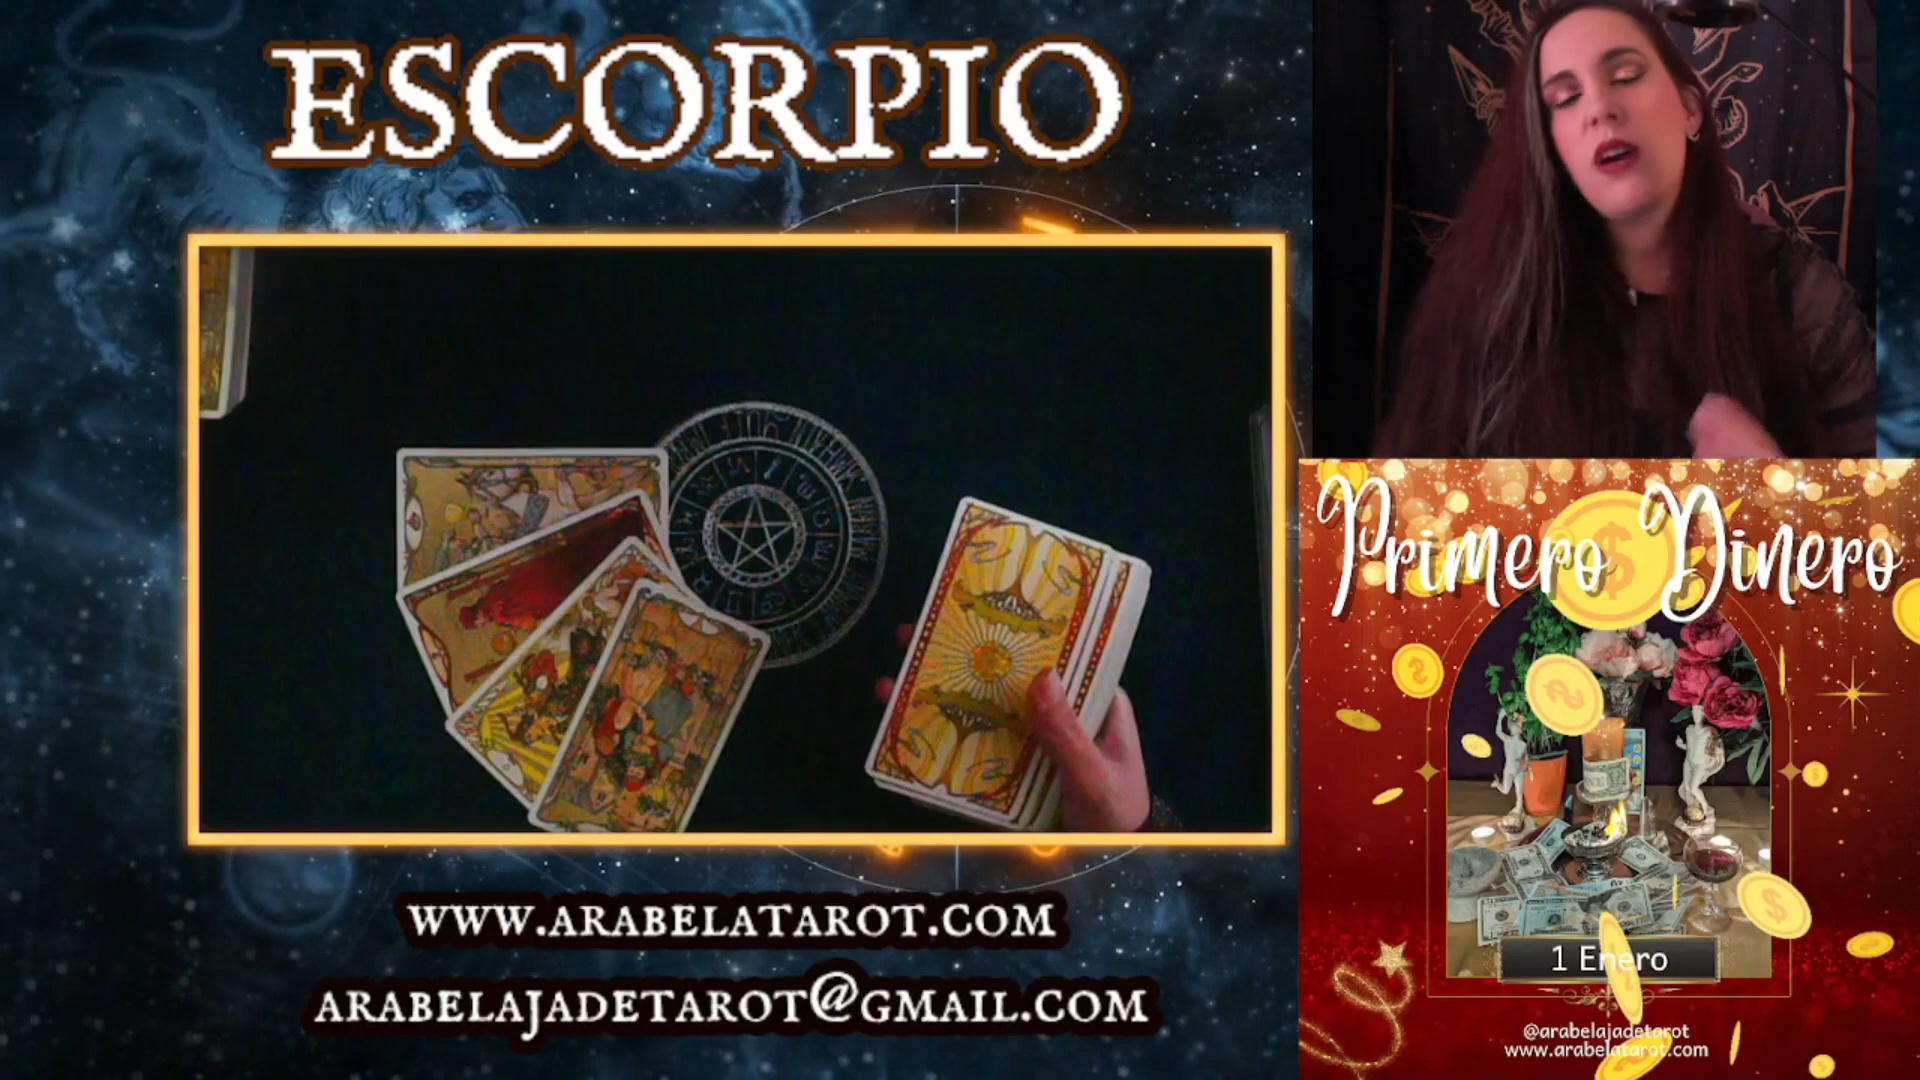 ESCORPIO
WWW.ARABELATAROT.COM
ARABELAJADETAROT@GMAIL.COM
Primero Dinero
1 Enero
@arabelajadetarot
www.arabelatarot.com